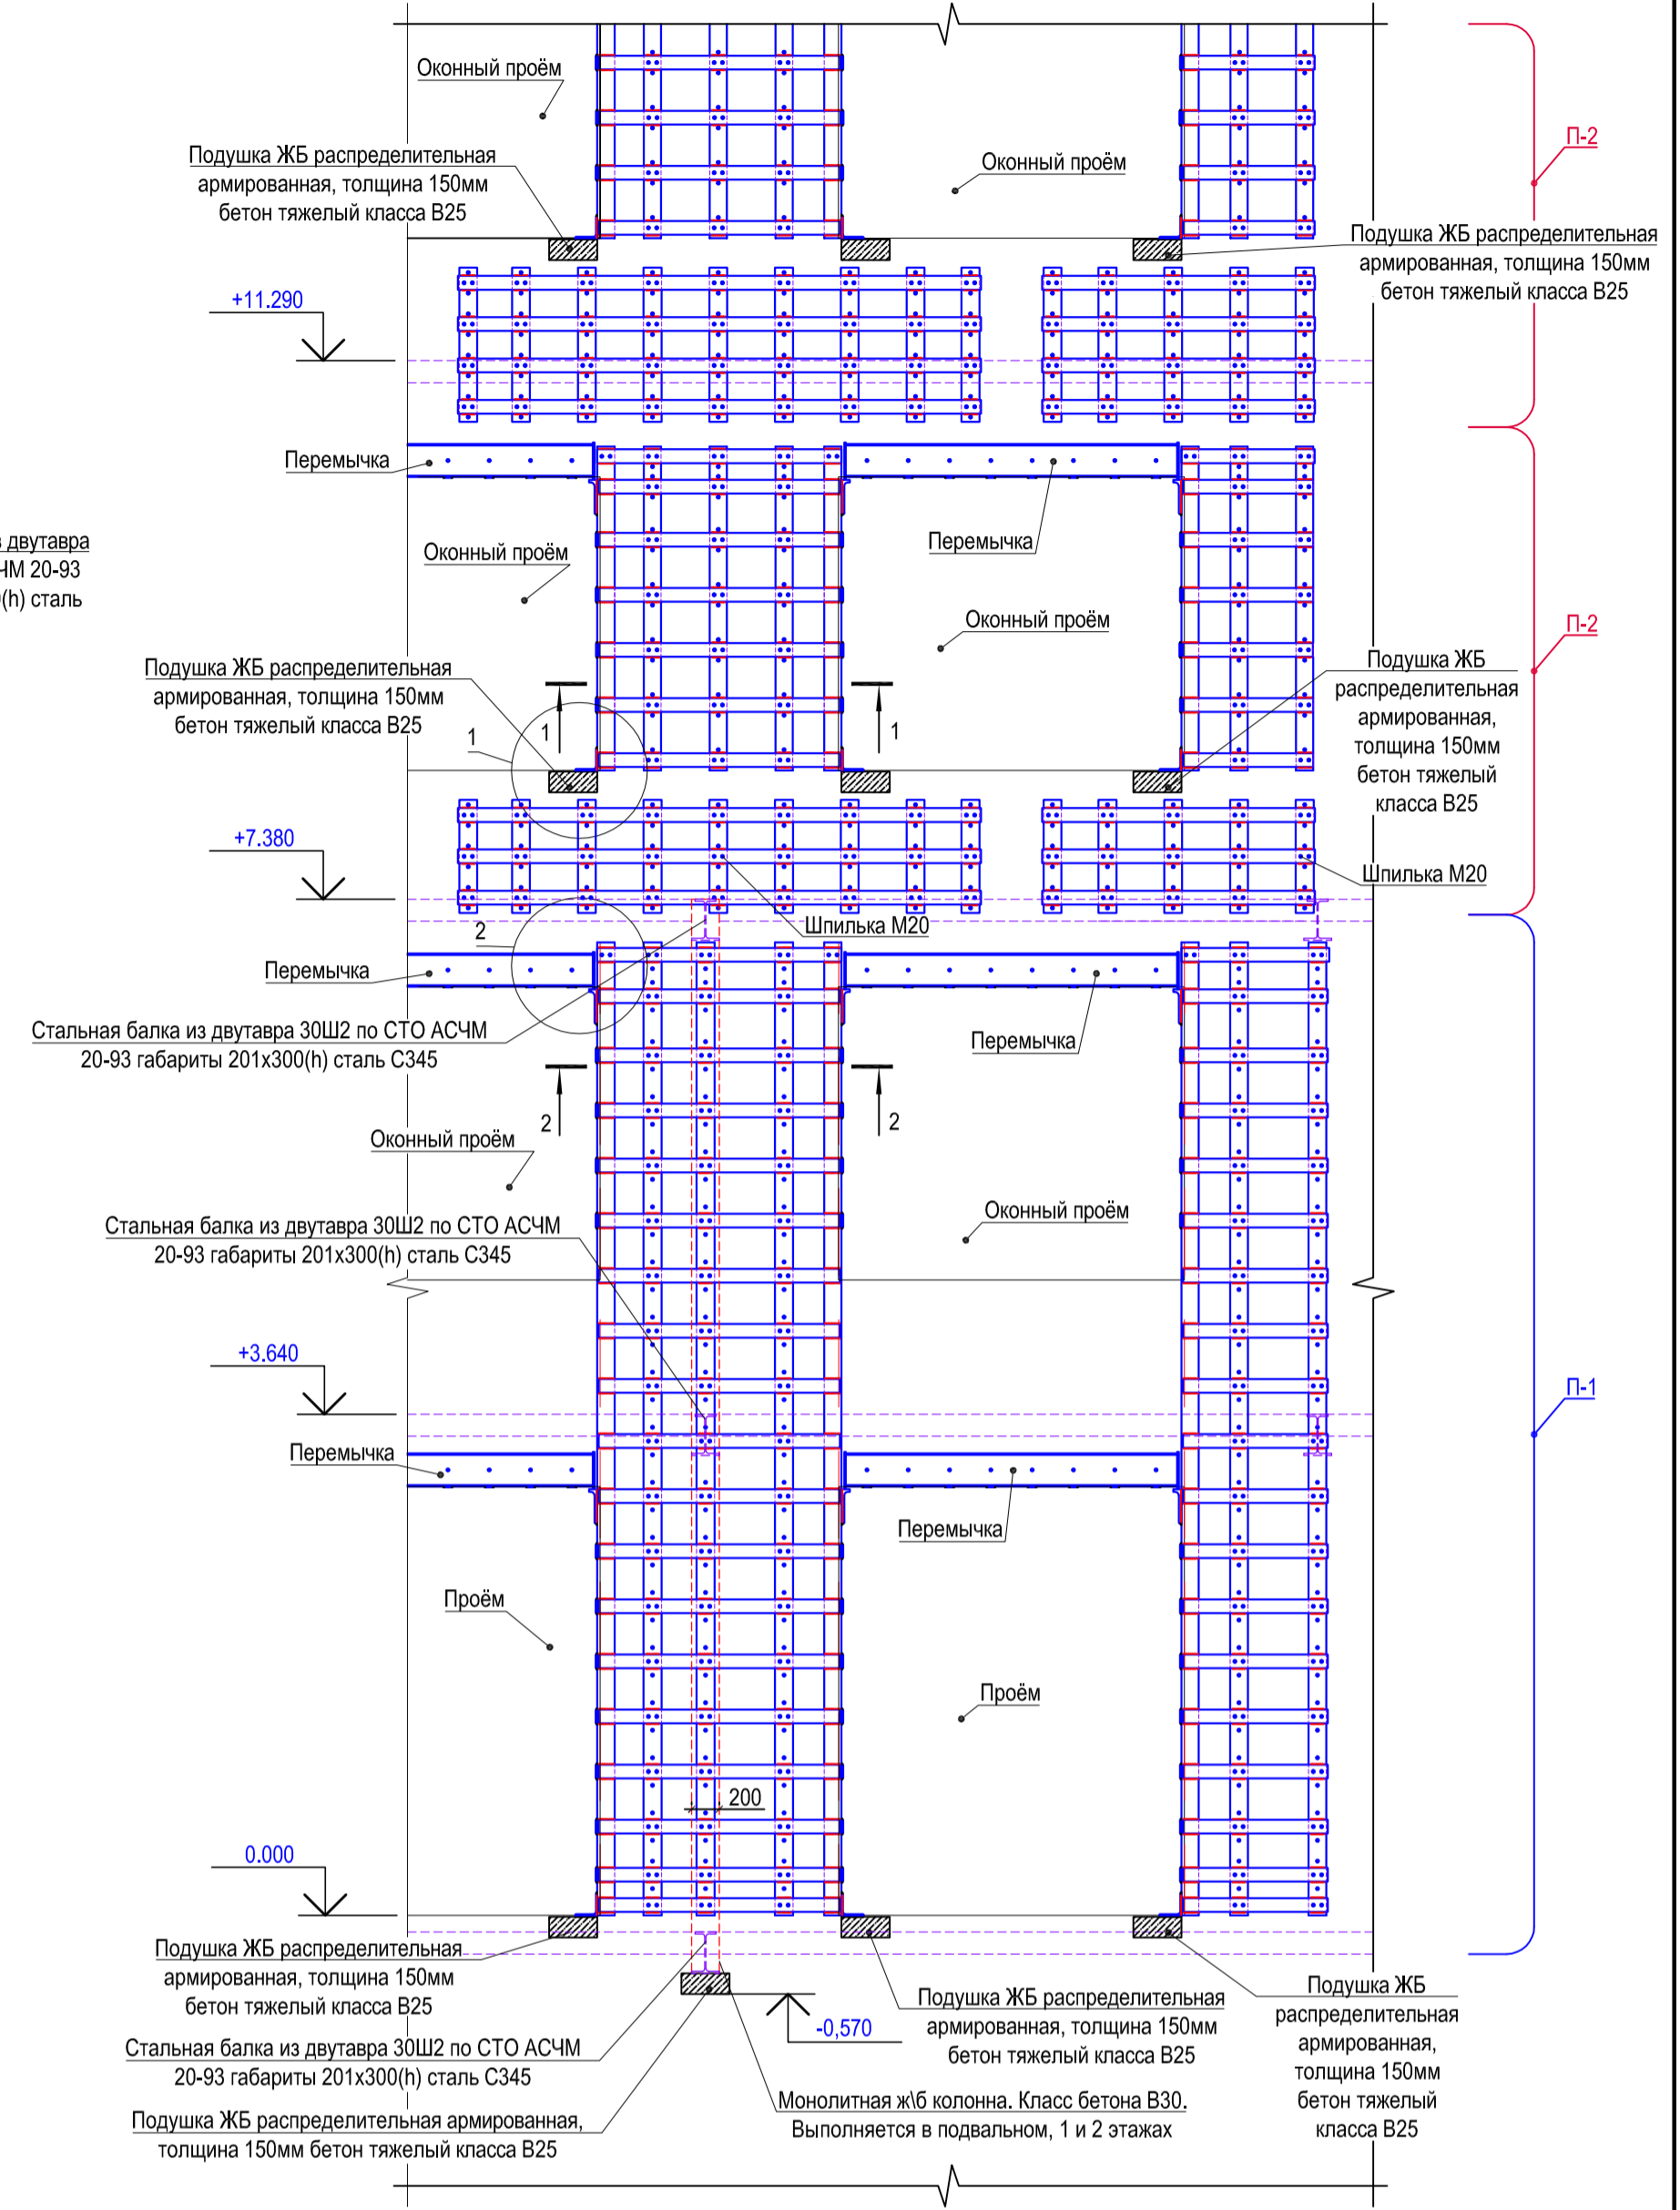 Оконный проём
П-2
Подушка ЖБ распределительная
армированная, толщина 150мм
бетон тяжелый класса В25
Оконный проём
Подушка ЖБ распределительная
армированная, толщина 150мм
бетон тяжелый класса В25
+11.290
Перемычка
Перемычка
двутавра
ЧМ 20-93
(h) сталь
Оконный проём
Оконный проём
П-2
Подушка ЖБ распределительная
армированная, толщина 150мм
бетон тяжелый класса В25
Подушка ЖБ
распределительная
армированная,
толщина 150мм
бетон тяжелый
класса В25
1
1
1
+7.380
Шпилька М20
Шпилька М20
2
Перемычка
Перемычка
Стальная балка из двутавра 30Ш2 по СТО АСЧМ
20-93 габариты 201х300(h) сталь С345
2
2
Оконный проём
Оконный проём
Стальная балка из двутавра 30Ш2 по СТО АСЧМ
20-93 габариты 201х300(h) сталь С345
+3.640
П-1
Перемычка
Перемычка
Проём
Проём
200
0.000
Подушка ЖБ распределительная
армированная, толщина 150мм
бетон тяжелый класса В25
Подушка ЖБ распределительная
армированная, толщина 150мм
бетон тяжелый класса В25
Подушка ЖБ
распределительная
армированная,
толщина 150мм
бетон тяжелый
класса В25
-0,570
Стальная балка из двутавра 30Ш2 по СТО АСЧМ
20-93 габариты 201х300(h) сталь С345
Монолитная ж\б колонна. Класс бетона В30.
Выполняется в подвальном, 1 и 2 этажах
Подушка ЖБ распределительная армированная,
толщина 150мм бетон тяжелый класса В25